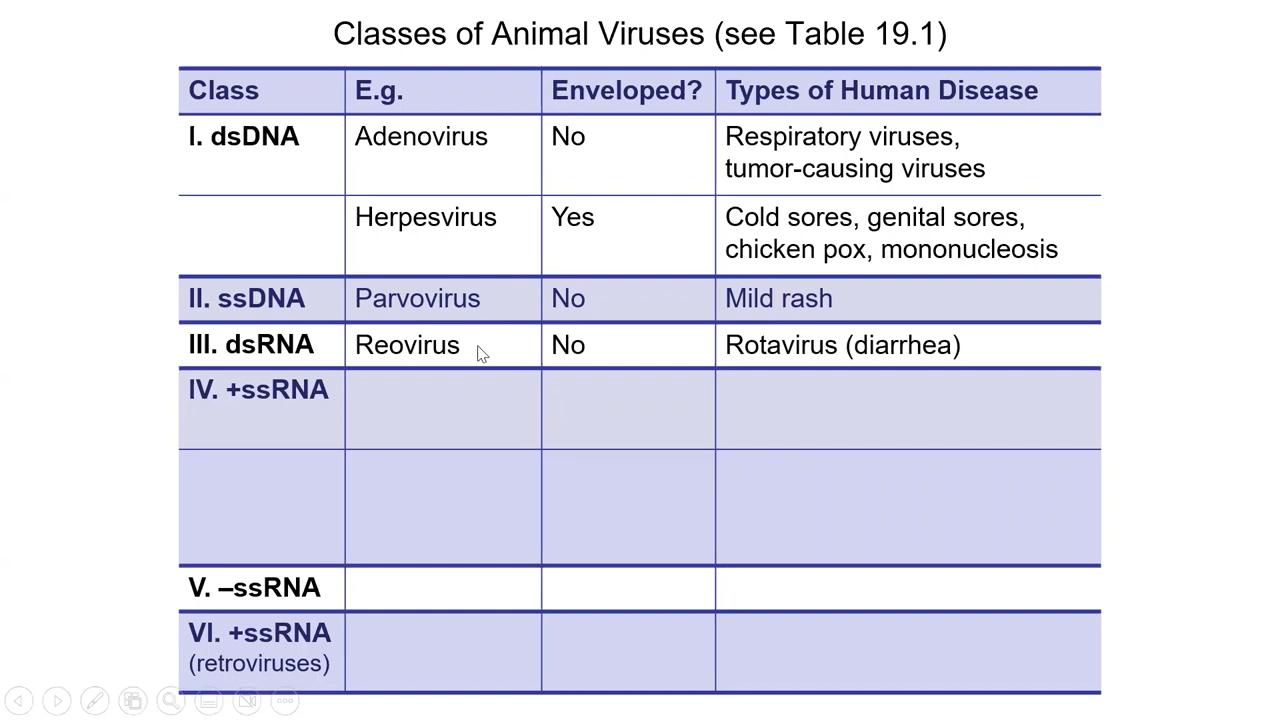 Classes of Animal Viruses (see Table 19.1)
Class E.g. Enveloped? Types of Human Disease
I. dsDNA Adenovirus No Respiratory viruses,
tumor-causing viruses
Herpesvirus Yes Cold sores, genital sores,
chicken pox, mononucleosis
II. ssDNA Parvovirus No Mild rash
III. dsRNA Reovirus No Rotavirus (diarrhea)
IV. +ssRNA
V. –ssRNA
VI. +ssRNA
(retroviruses)